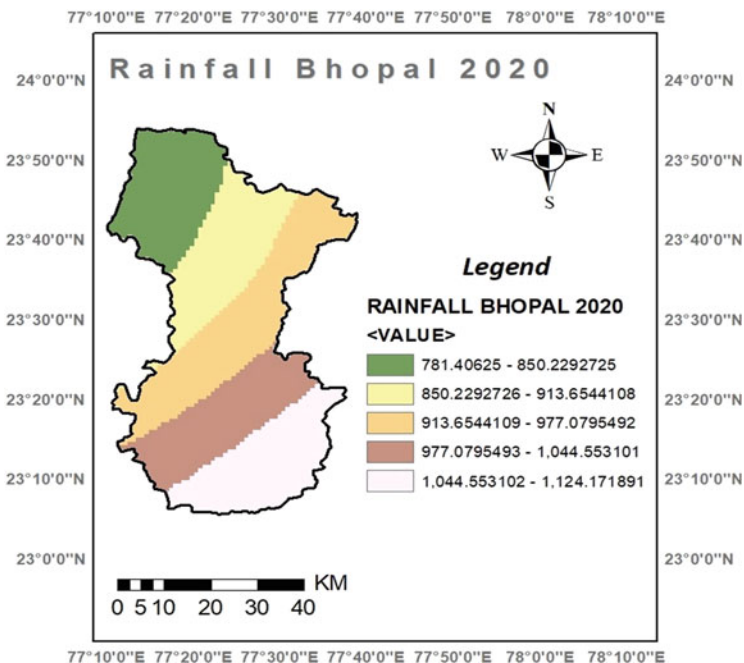 77°10'0"E 77°20'0"E 77°30'0"E 77°40'0"E 77°50'0"E 78°0'0"E 78°10'0"E
Rainfall Bhopal 2020
24°0'0"N 24°0'0"N
N
W E
S
23°50'0"N 23°50'0"N
23°40'0"N 23°40'0"N
Legend
RAINFALL BHOPAL 2020
<VALUE>
23°30'0"N 23°30'0"N
781.40625 - 850.2292725
850.2292726 - 913.6544108
23°20'0"N 23°20'0"N
913.6544109 - 977.0795492
977.0795493 - 1,044.553101
23°10'0"N 23°10'0"N
1,044.553102 - 1,124.171891
23°0'0"N 23°0'0"N
KM
0 5 10 20 30 40
77°10'0"E 77°20'0"E 77°30'0"E 77°40'0"E 77°50'0"E 78°0'0"E 78°10'0"E